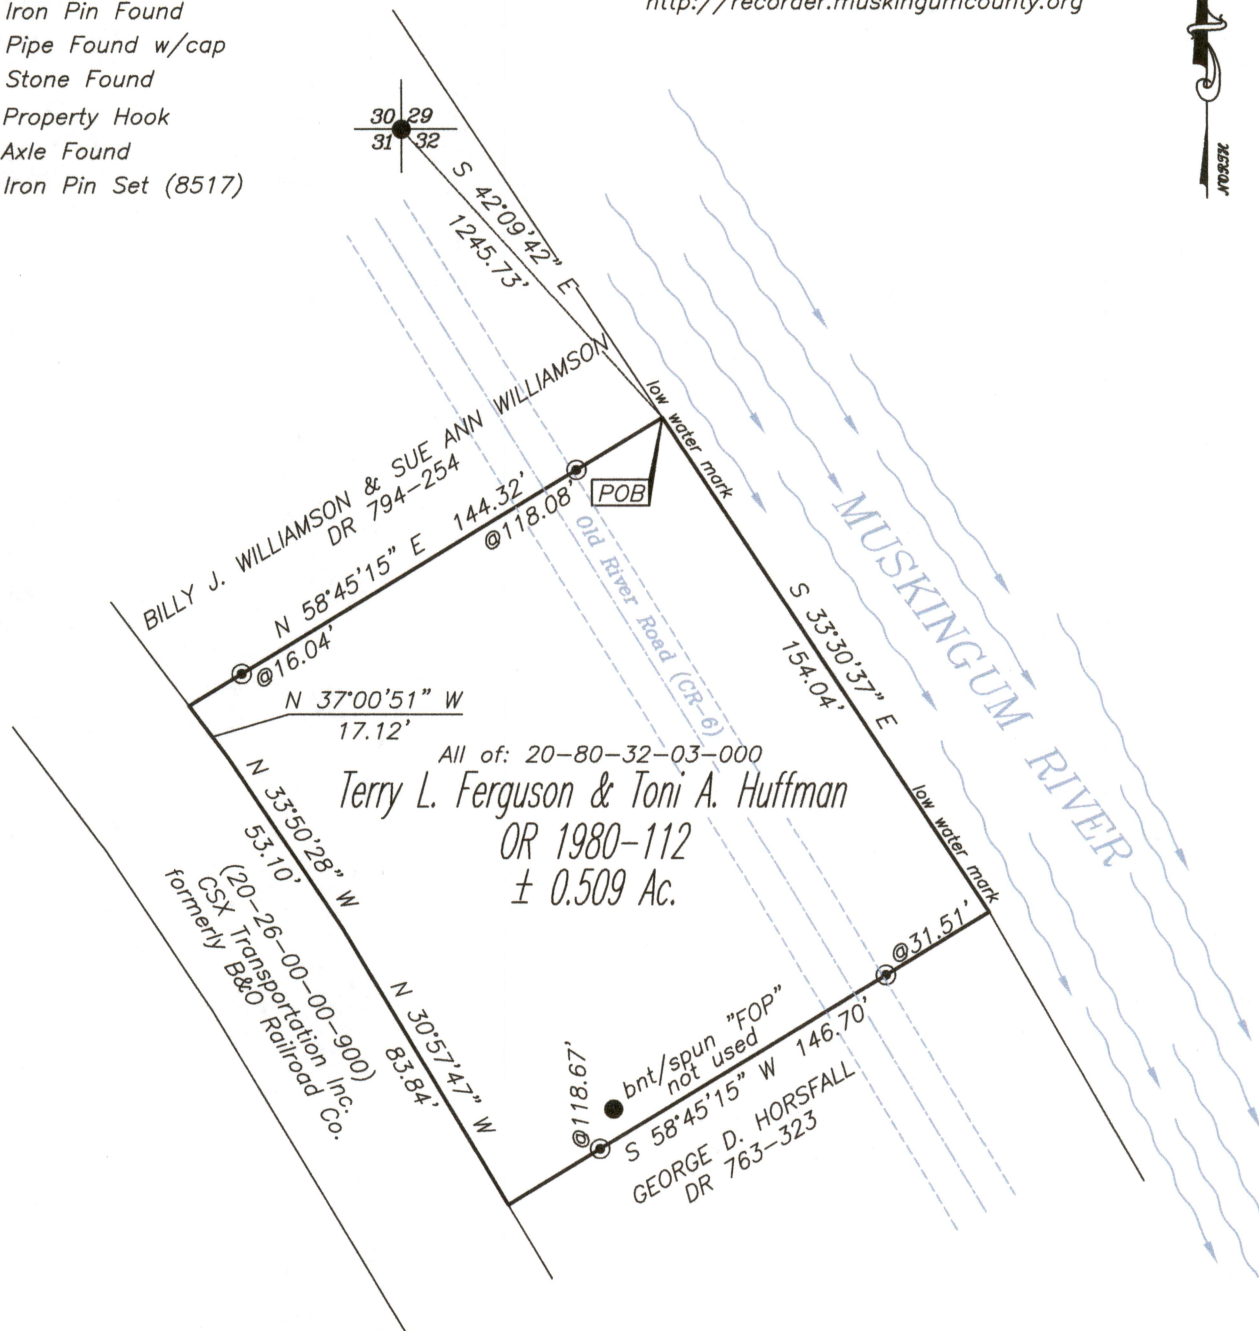 Iron Pin Found
Pipe Found w/cap
Stone Found
Property Hook
Axle Found
Iron Pin Set (8517)
http://recorder.muskingumcounty.org
NORTH
30 29
31 32
S 42°09'42" E
1245.73'
BILLY J. WILLIAMSON & SUE ANN WILLIAMSON
DR 794-254
N 58°45'15" E 144.32'
@118.08'
@16.04'
POB
low water mark
Old River Road (CR-6)
MUSKINGUM RIVER
S 33°30'37" E
154.04'
low water mark
N 37°00'51" W
17.12'
All of: 20-80-32-03-000
Terry L. Ferguson & Toni A. Huffman
OR 1980-112
± 0.509 Ac.
N 33°50'28" W
53.10'
(20-26-00-00-900)
CSX Transportation Inc.
formerly B&O Railroad Co.
N 30°57'47" W
83.84'
@118.67'
bnt/spun "FOP"
not used
@31.51'
S 58°45'15" W 146.70'
GEORGE D. HORSFALL
DR 763-323